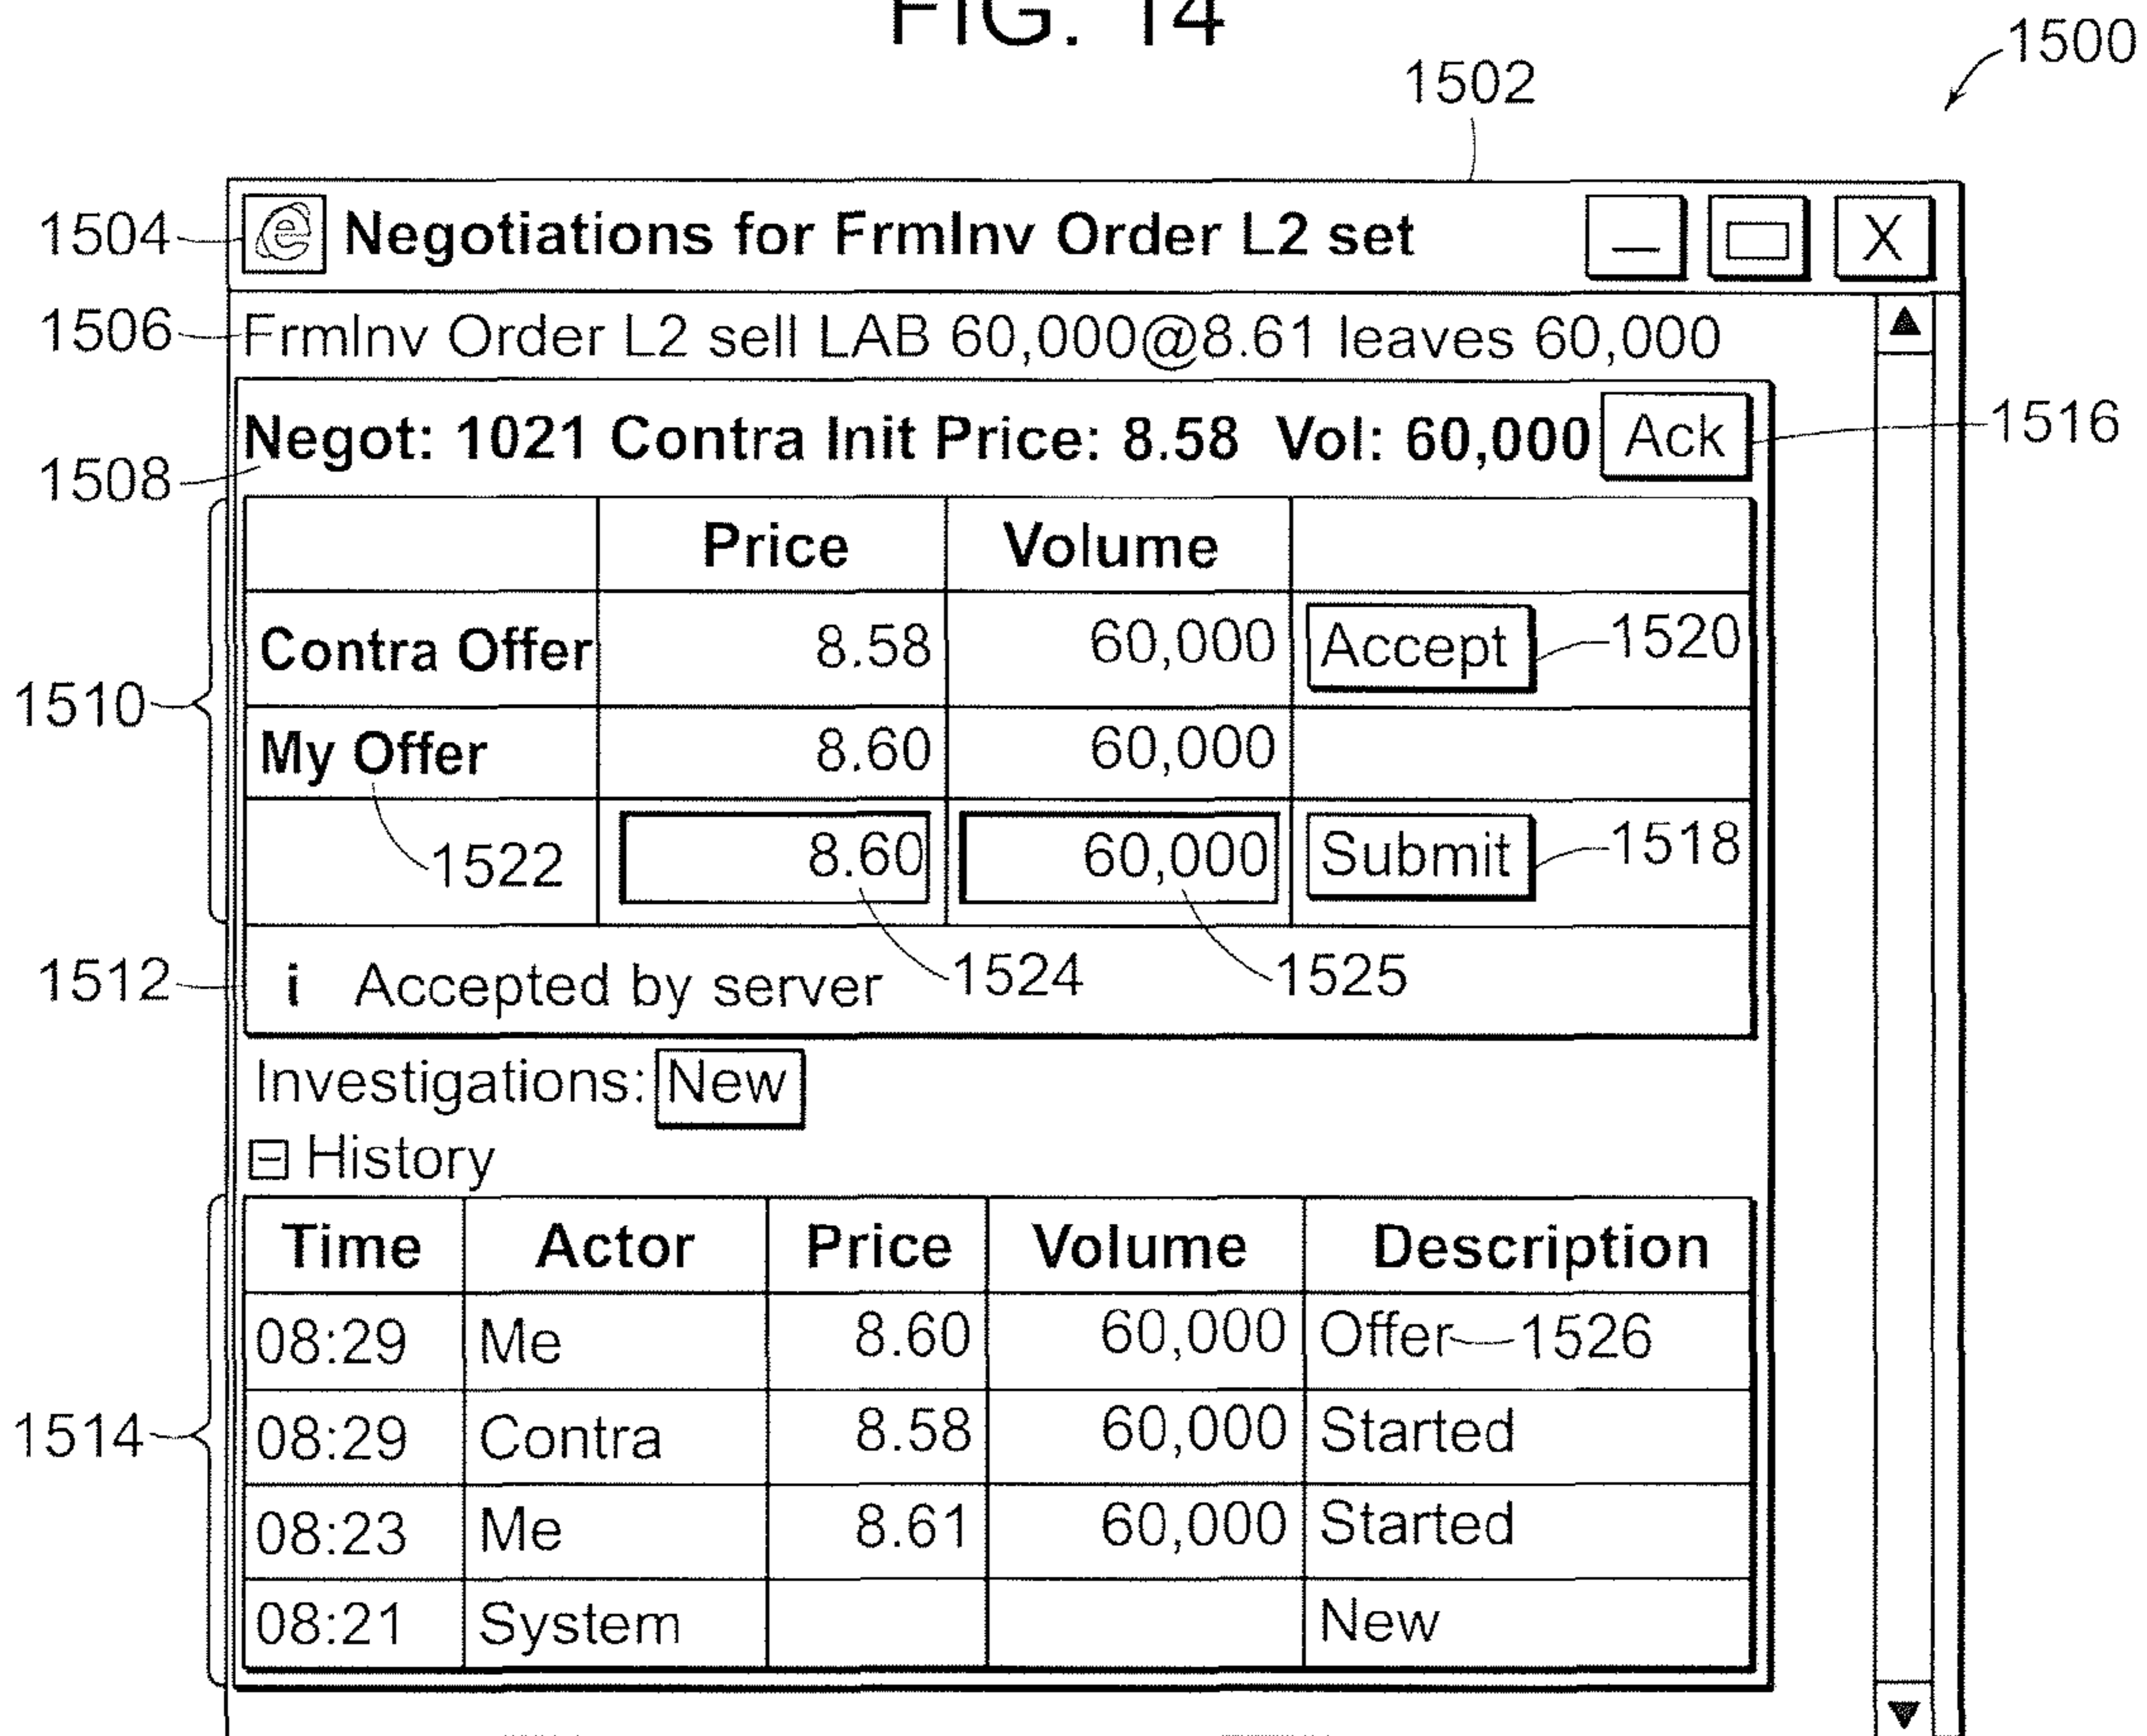 FIG. 14
1500
1502
1504 e Negotiations for FrmInv Order L2 set X
1506 FrmInv Order L2 sell LAB 60,000@8.61 leaves 60,000
Negot: 1021 Contra Init Price: 8.58 Vol: 60,000 Ack 1516
1508
Price Volume
Contra Offer 8.58 60,000 Accept 1520
1510
My Offer 8.60 60,000
1522 8.60 60,000 Submit 1518
1512 i Accepted by server 1524 1525
Investigations: New
History
Time Actor Price Volume Description
08:29 Me 8.60 60,000 Offer 1526
1514 08:29 Contra 8.58 60,000 Started
08:23 Me 8.61 60,000 Started
08:21 System New